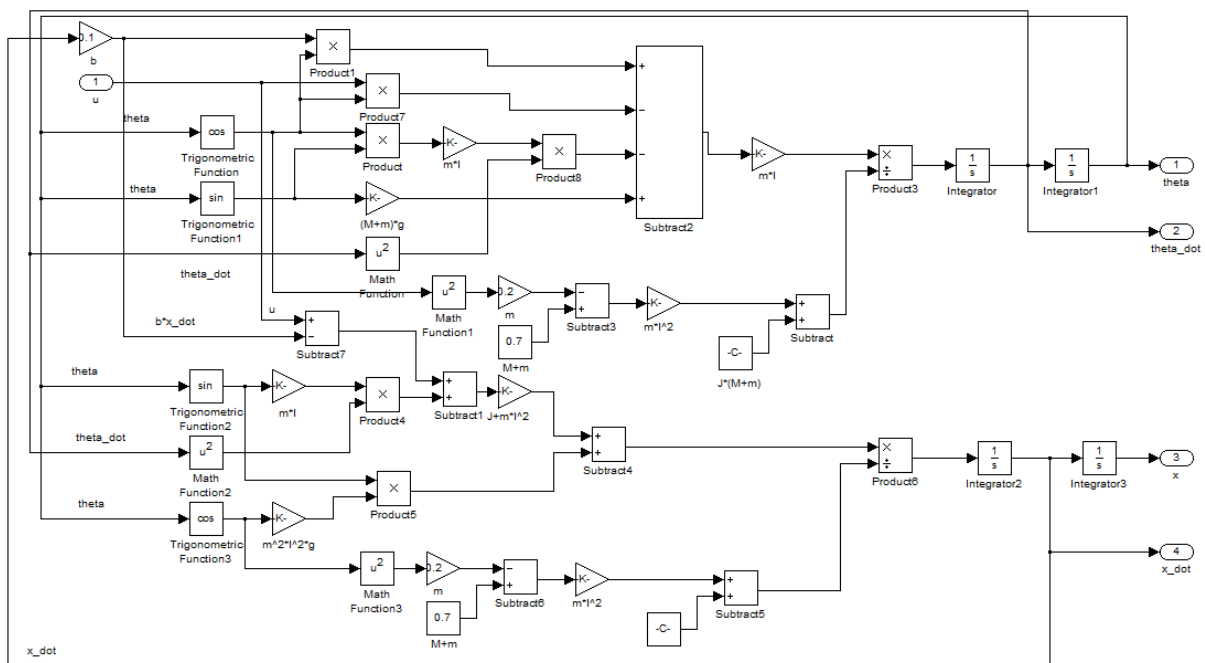 0.1
b
1
u
×
Product1
×
Product7
theta
cos
Trigonometric
Function
×
Product
-K-
m*l
×
Product8
theta
sin
Trigonometric
Function1
-K-
(M+m)*g
+
−
−
+
Subtract2
-K-
m*l
×
÷
Product3
1
s
Integrator
1
s
Integrator1
1
theta
2
theta_dot
theta_dot
u²
Math
Function
u²
Math
Function1
0.2
m
0.7
M+m
−
+
Subtract3
-K-
m*l^2
-C-
J*(M+m)
+
+
Subtract
b*x_dot
u
+
−
Subtract7
theta
sin
Trigonometric
Function2
-K-
m*l
×
Product4
+
+
Subtract1
-K-
J+m*l^2
theta_dot
u²
Math
Function2
×
Product5
+
+
Subtract4
×
÷
Product6
1
s
Integrator2
1
s
Integrator3
3
x
4
x_dot
theta
cos
Trigonometric
Function3
-K-
m^2*l^2*g
u²
Math
Function3
0.2
m
0.7
M+m
−
+
Subtract6
-K-
m*l^2
-C-
+
+
Subtract5
x_dot